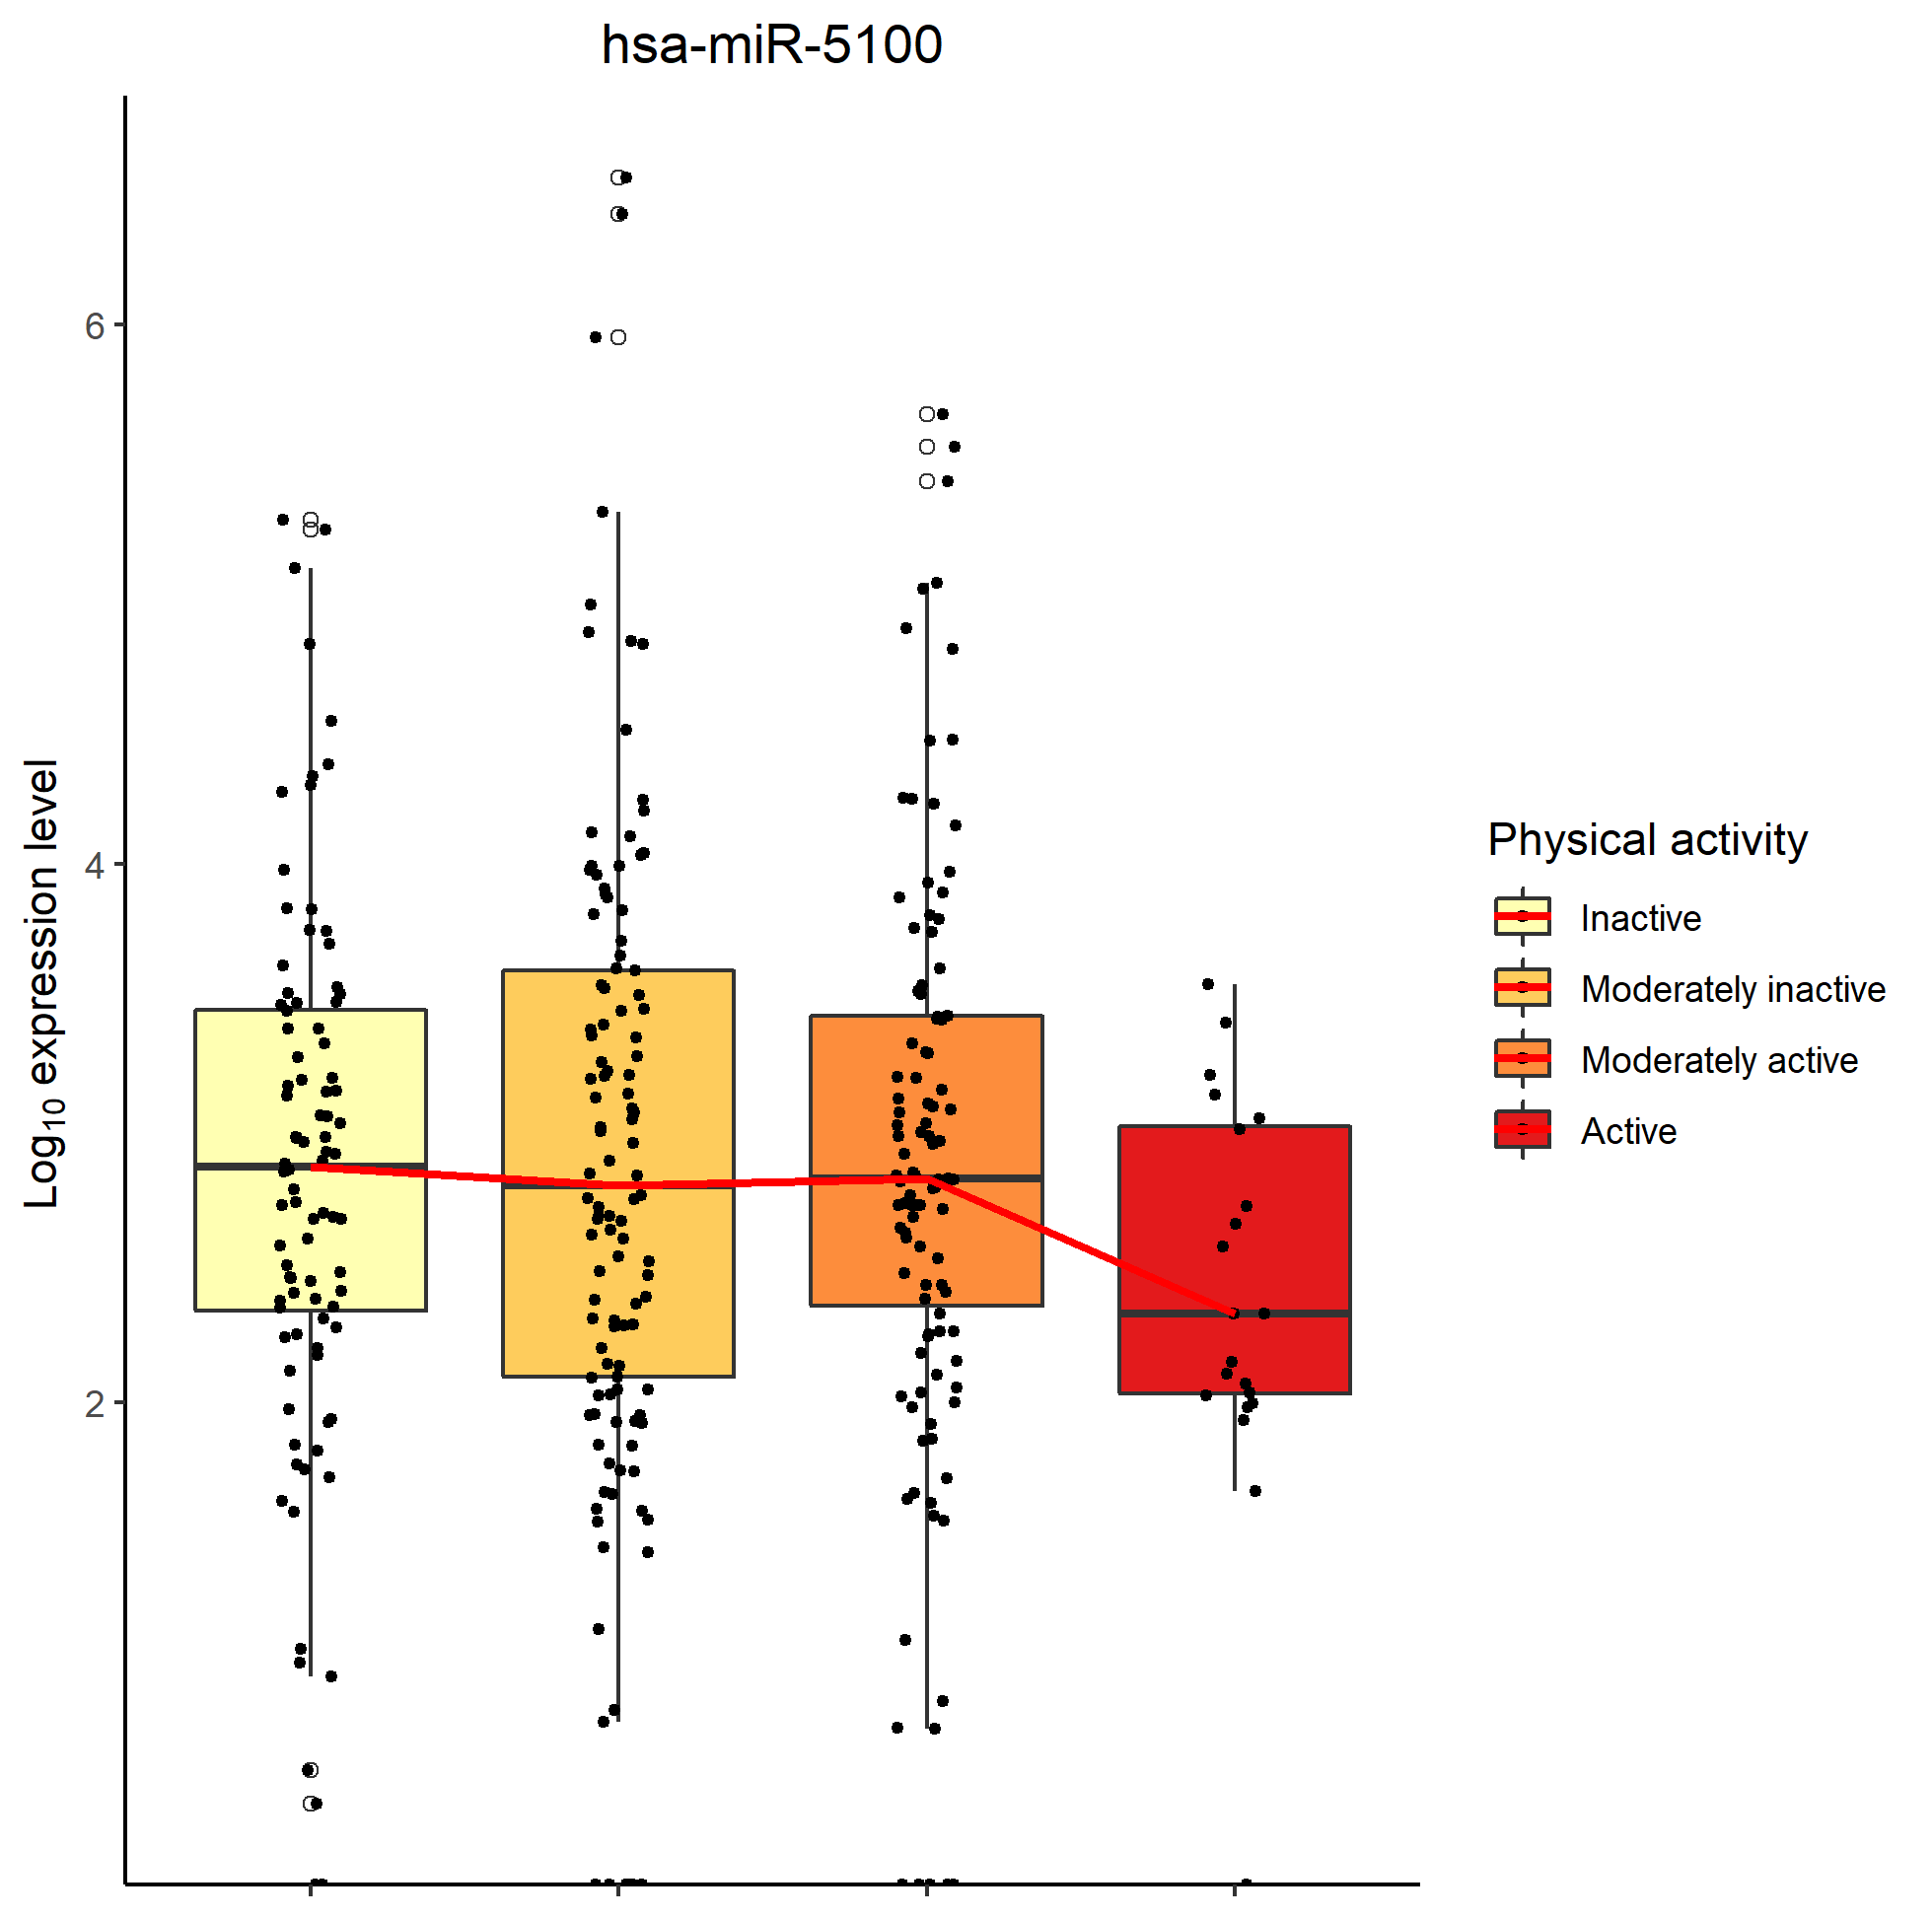 hsa-miR-5100
Log₁₀ expression level
6
4
2
Physical activity
Inactive
Moderately inactive
Moderately active
Active